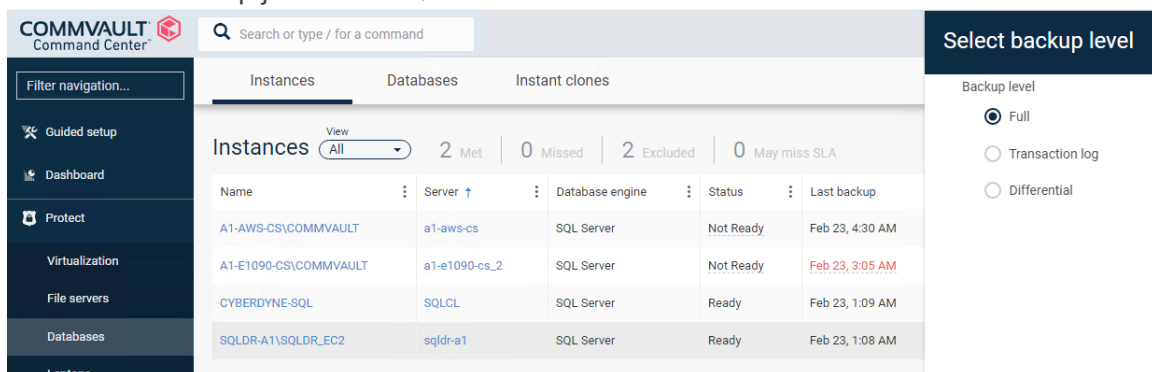 COMMVAULT
Command Center™
Search or type / for a command
Select backup level
Filter navigation...
Instances Databases Instant clones
Backup level
Full
Transaction log
Differential
Guided setup
Dashboard
Protect
Virtualization
File servers
Databases
View
Instances All 2 Met 0 Missed 2 Excluded 0 May miss SLA
Name Server ↑ Database engine Status Last backup
A1-AWS-CS\COMMVAULT a1-aws-cs SQL Server Not Ready Feb 23, 4:30 AM
A1-E1090-CS\COMMVAULT a1-e1090-cs_2 SQL Server Not Ready Feb 23, 3:05 AM
CYBERDYNE-SQL SQLCL SQL Server Ready Feb 23, 1:09 AM
SQLDR-A1\SQLDR_EC2 sqldr-a1 SQL Server Ready Feb 23, 1:08 AM